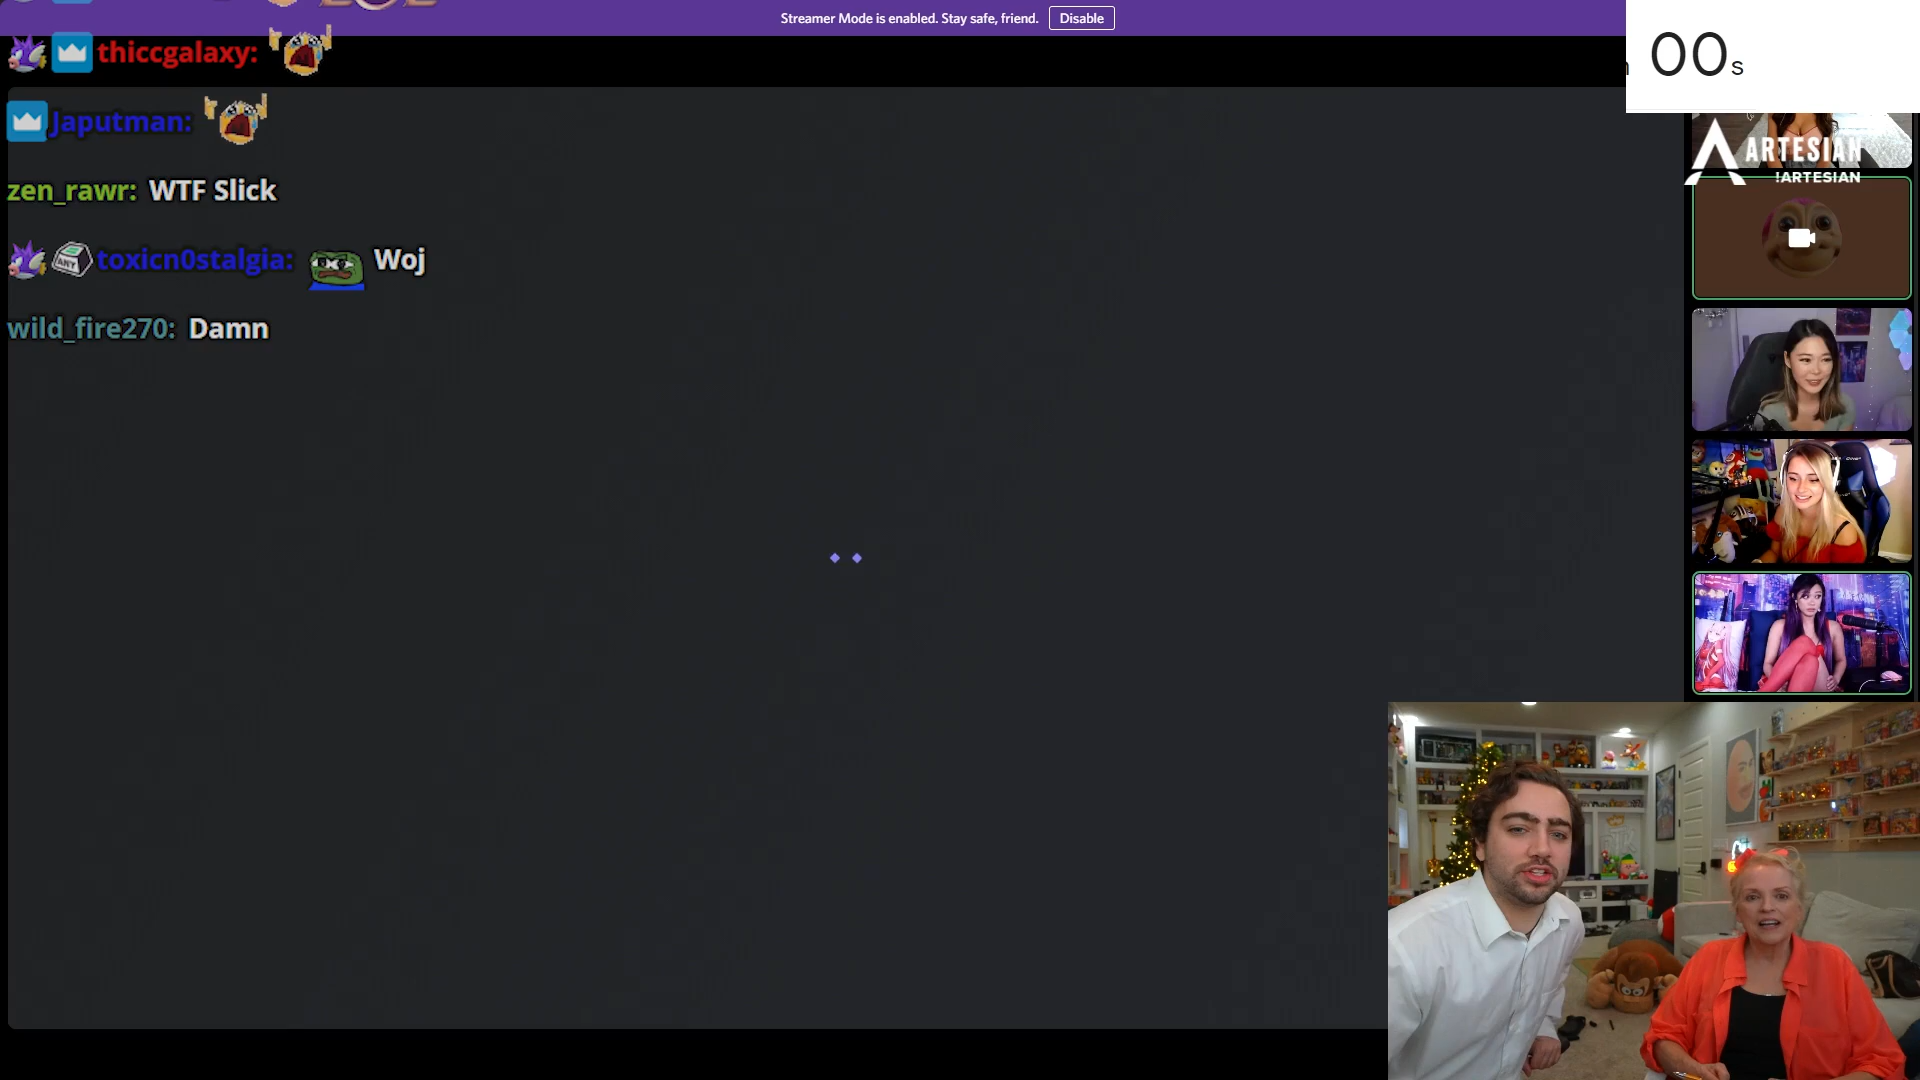 Streamer Mode is enabled. Stay safe, friend. Disable
00s
thiccgalaxy:
Japutman:
ARTESIAN
!ARTESIAN
zen_rawr: WTF Slick
ANY toxicn0stalgia: Woj
wild_fire270: Damn